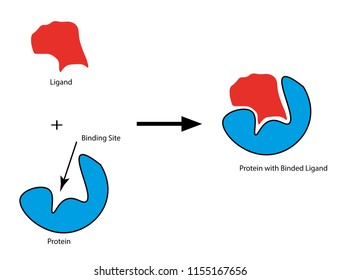 Ligand
+
Binding Site
Protein
Protein with Binded Ligand
shutterstock.com · 1155167656